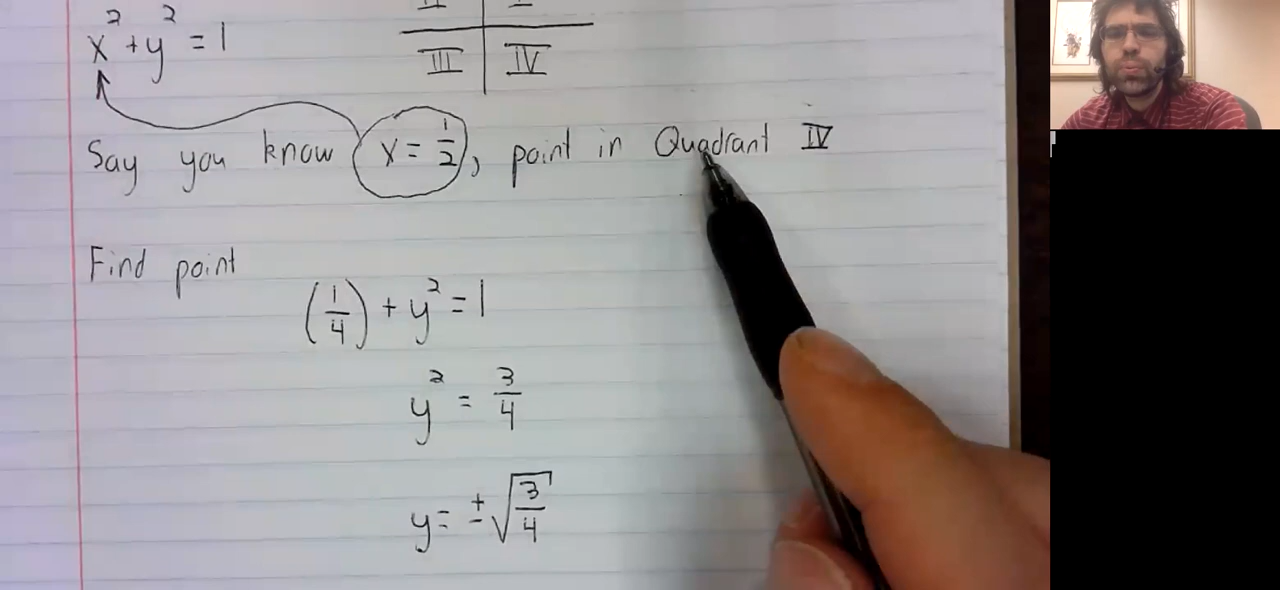 II I
x² + y² = 1
III IV
Say you know x = 1/2, point in Quadrant IV
Find point
(1/4) + y² = 1
y² = 3/4
y = ±√(3/4)